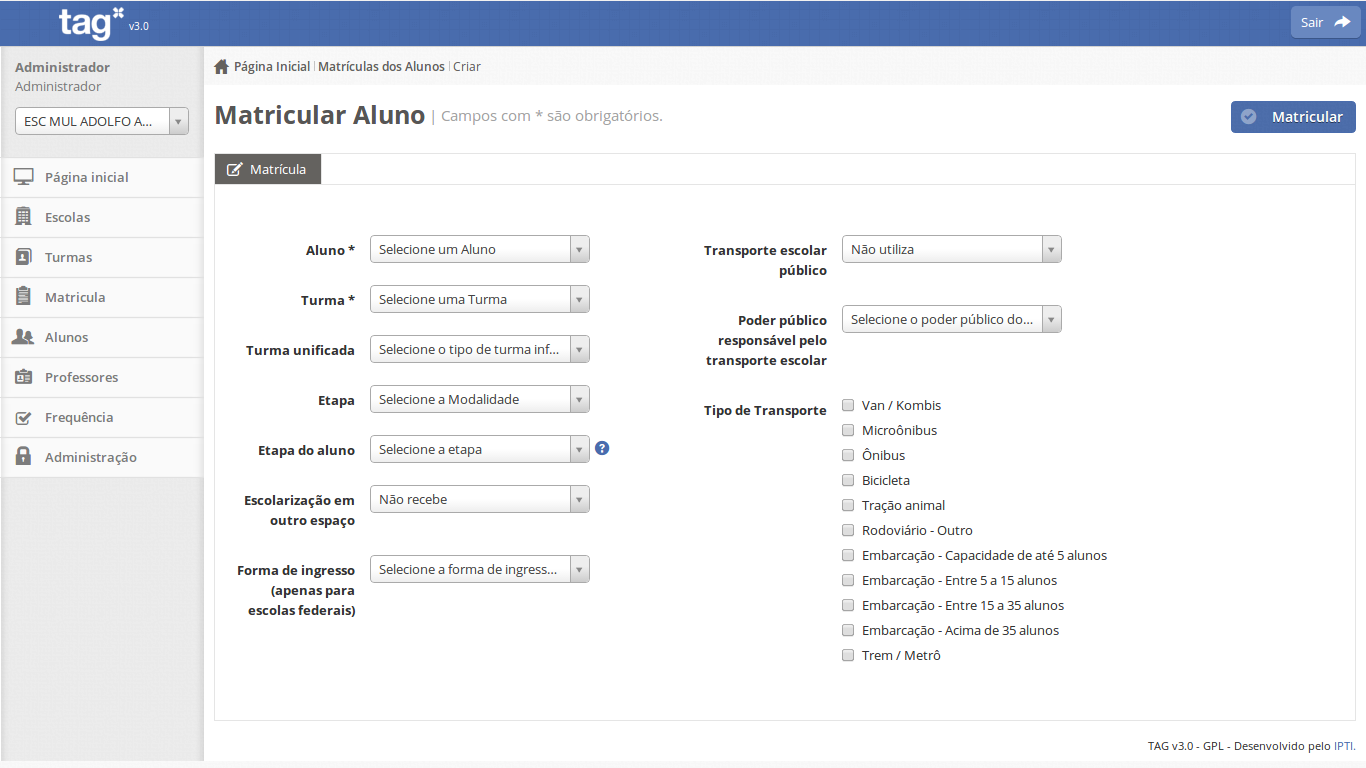 tag v3.0
Sair
Administrador
Administrador
ESC MUL ADOLFO A...
Página inicial
Escolas
Turmas
Matricula
Alunos
Professores
Frequência
Administração
Página Inicial | Matrículas dos Alunos | Criar
Matricular Aluno | Campos com * são obrigatórios.
Matricular
Matrícula
Aluno *
Selecione um Aluno
Turma *
Selecione uma Turma
Turma unificada
Selecione o tipo de turma inf...
Etapa
Selecione a Modalidade
Etapa do aluno
Selecione a etapa
?
Escolarização em
outro espaço
Não recebe
Forma de ingresso
(apenas para
escolas federais)
Selecione a forma de ingress...
Transporte escolar
público
Não utiliza
Poder público
responsável pelo
transporte escolar
Selecione o poder público do...
Tipo de Transporte
Van / Kombis
Microônibus
Ônibus
Bicicleta
Tração animal
Rodoviário - Outro
Embarcação - Capacidade de até 5 alunos
Embarcação - Entre 5 a 15 alunos
Embarcação - Entre 15 a 35 alunos
Embarcação - Acima de 35 alunos
Trem / Metrô
TAG v3.0 - GPL - Desenvolvido pelo IPTI.